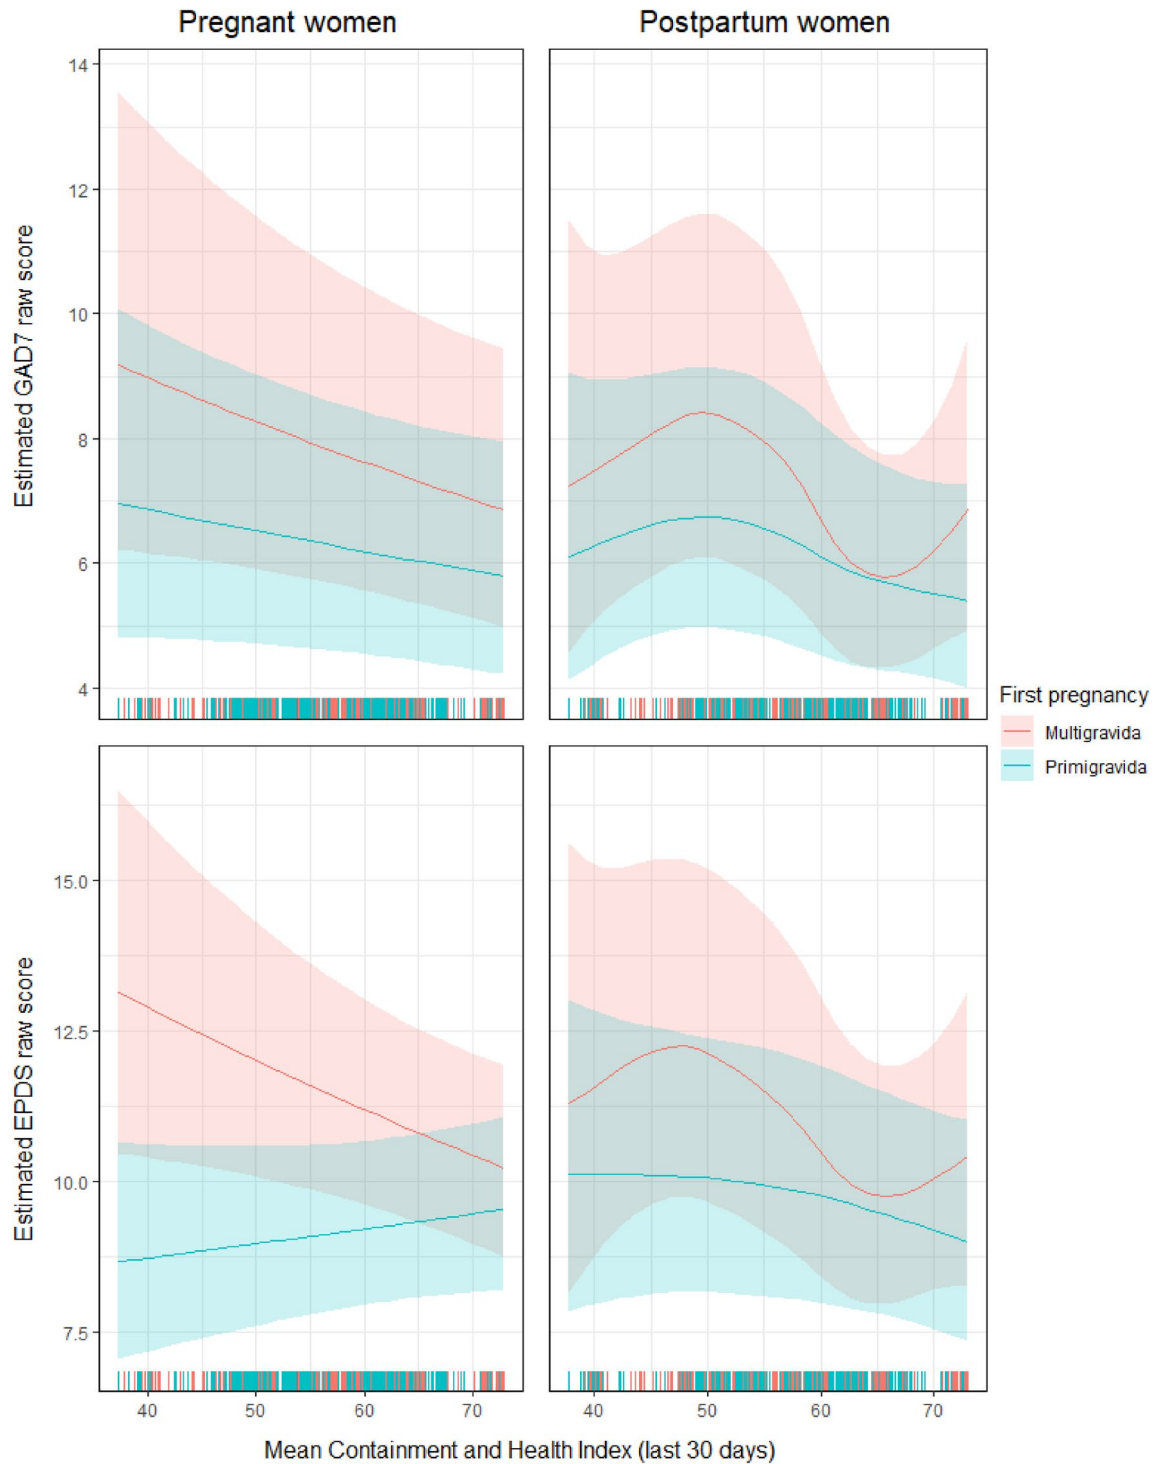 Pregnant women
Postpartum women
14
12
10
8
6
4
Estimated GAD7 raw score
First pregnancy
Multigravida
Primigravida
15.0
12.5
10.0
7.5
Estimated EPDS raw score
40 50 60 70
40 50 60 70
Mean Containment and Health Index (last 30 days)